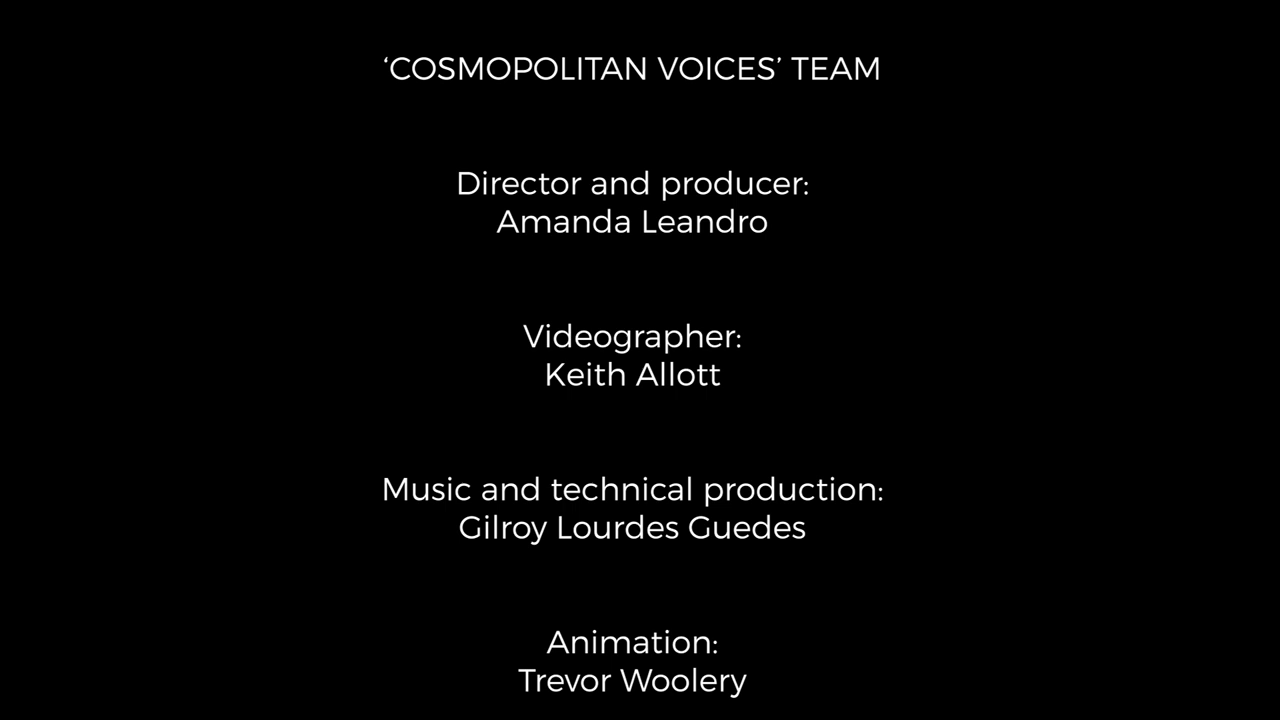 ‘COSMOPOLITAN VOICES’ TEAM
Director and producer:
Amanda Leandro
Videographer:
Keith Allott
Music and technical production:
Gilroy Lourdes Guedes
Animation:
Trevor Woolery